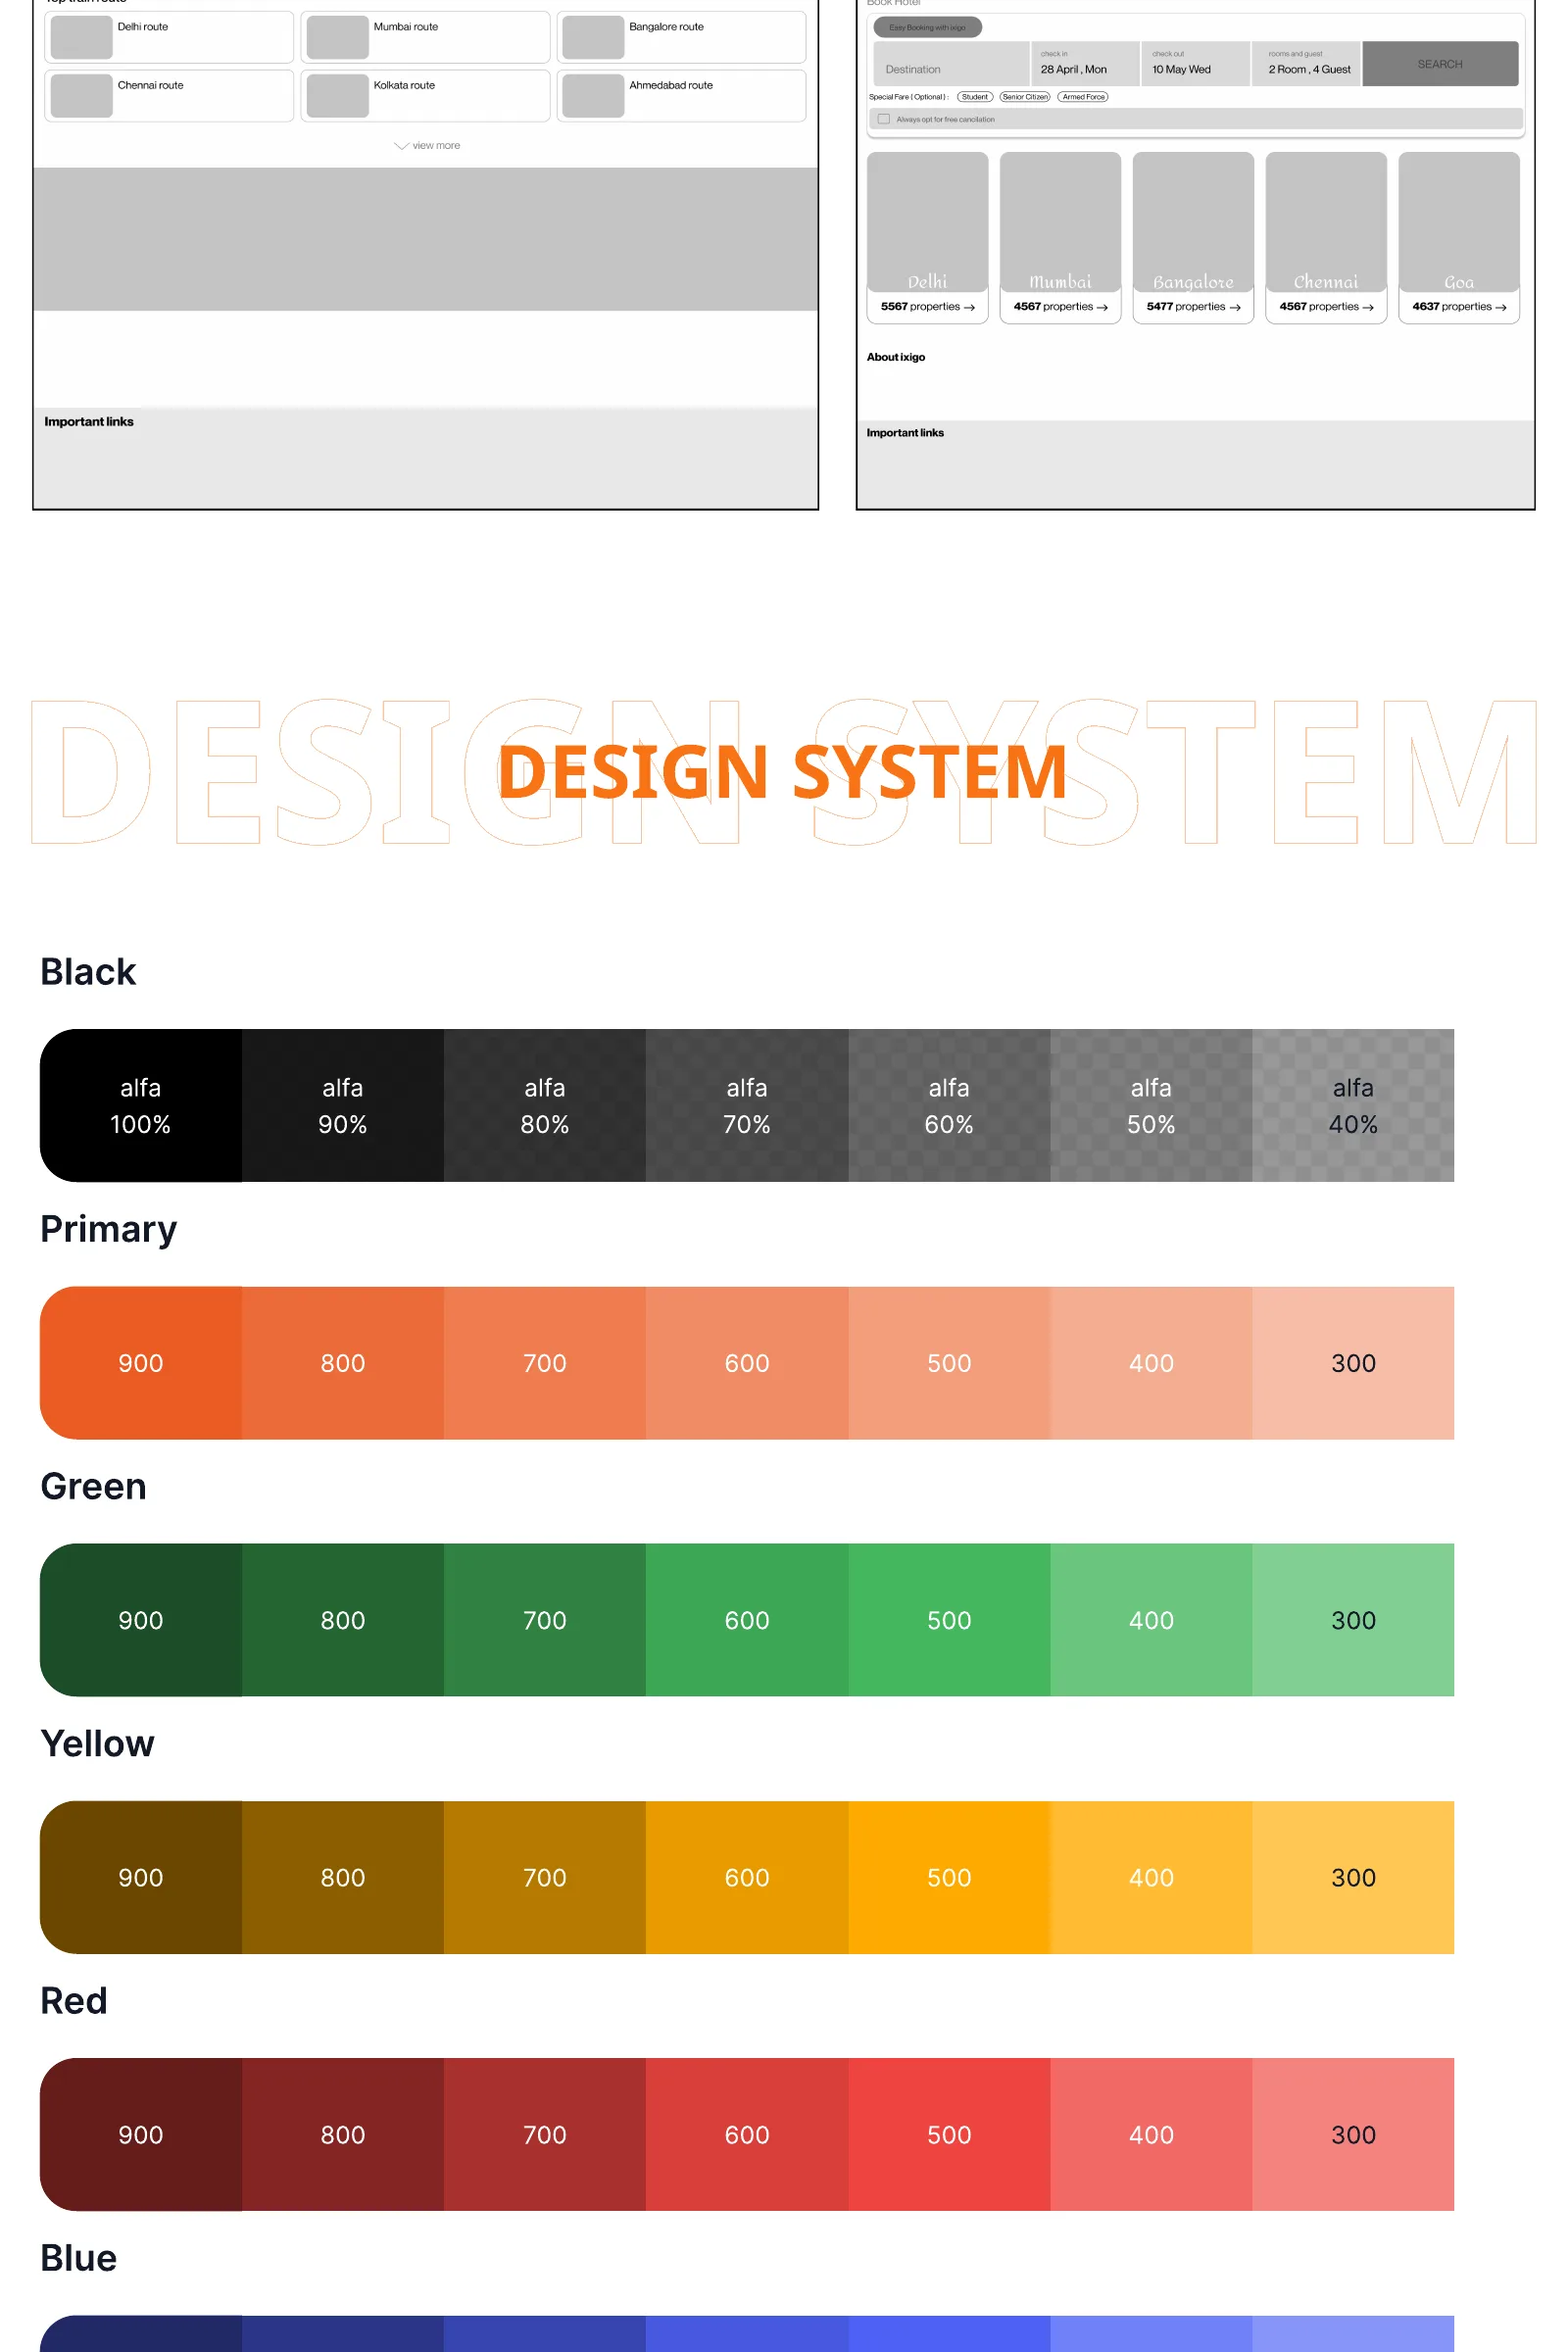 Top train route
Delhi route
Mumbai route
Bangalore route
Chennai route
Kolkata route
Ahmedabad route
view more
Important links
Book Hotel
Easy Booking with ixigo
Destination
check in
28 April , Mon
check out
10 May Wed
rooms and guest
2 Room , 4 Guest
SEARCH
Special Fare ( Optional ) :
Student
Senior Citizen
Armed Force
Always opt for free cancilation
Delhi
Mumbai
Bangalore
Chennai
Goa
5567 properties →
4567 properties →
5477 properties →
4567 properties →
4637 properties →
About ixigo
Important links
DESIGN SYSTEM
DESIGN SYSTEM
Black
alfa
100%
alfa
90%
alfa
80%
alfa
70%
alfa
60%
alfa
50%
alfa
40%
Primary
900
800
700
600
500
400
300
Green
900
800
700
600
500
400
300
Yellow
900
800
700
600
500
400
300
Red
900
800
700
600
500
400
300
Blue